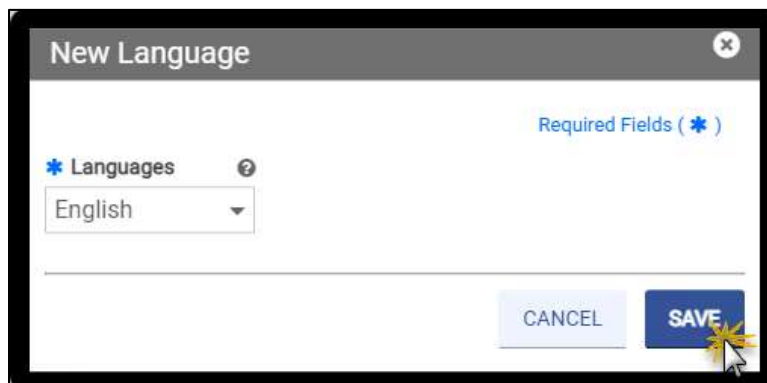 New Language
Required Fields ( * )
* Languages
English
CANCEL
SAVE